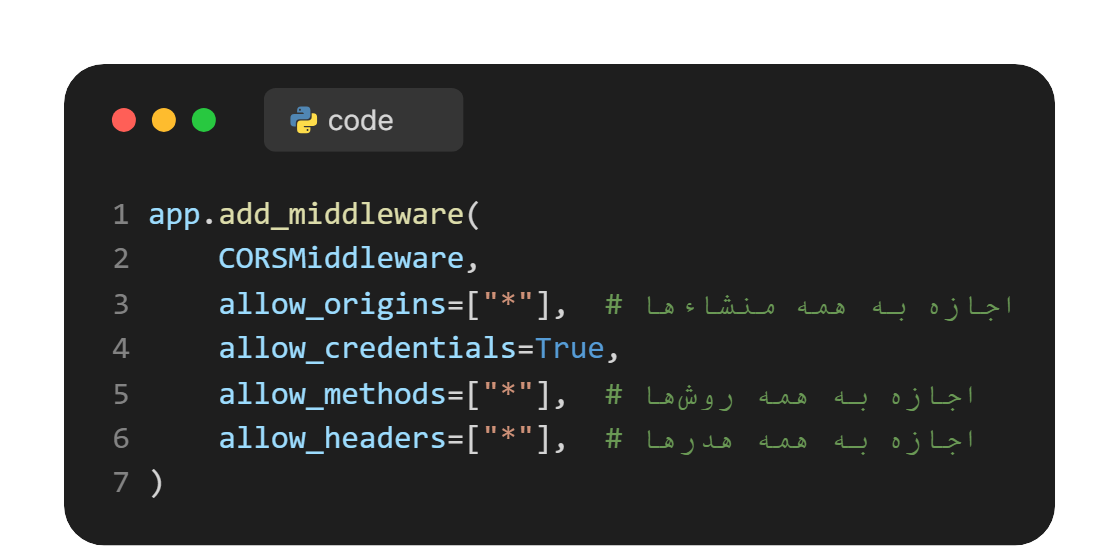 code
1 app.add_middleware(
2     CORSMiddleware,
3     allow_origins=["*"],  # اجازه به همه منشاءها
4     allow_credentials=True,
5     allow_methods=["*"],  # اجازه به همه روش‌ها
6     allow_headers=["*"],  # اجازه به همه هدرها
7 )